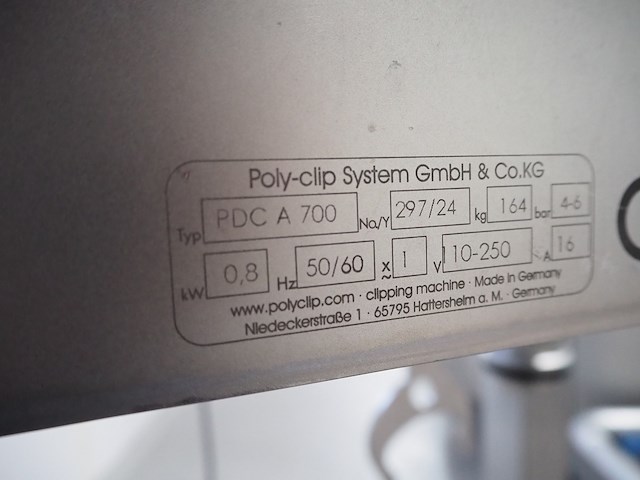 Poly-clip System GmbH & Co.KG
Typ PDC A 700 No/Y 297/24 kg 164 bar 4-6
kW 0,8 Hz 50/60 x 1 V 110-250 A 16
www.polyclip.com · clipping machine · Made in Germany
Niedeckerstraße 1 · 65795 Hattersheim a. M. · Germany